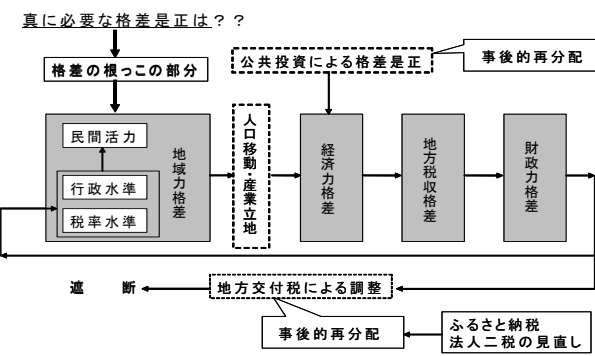 真に必要な格差是正は？？
格差の根っこの部分
公共投資による格差是正
事後的再分配
民間活力
行政水準
税率水準
地域力格差
人口移動・産業立地
経済力格差
地方税収格差
財政力格差
遮　断
地方交付税による調整
事後的再分配
ふるさと納税
法人二税の見直し